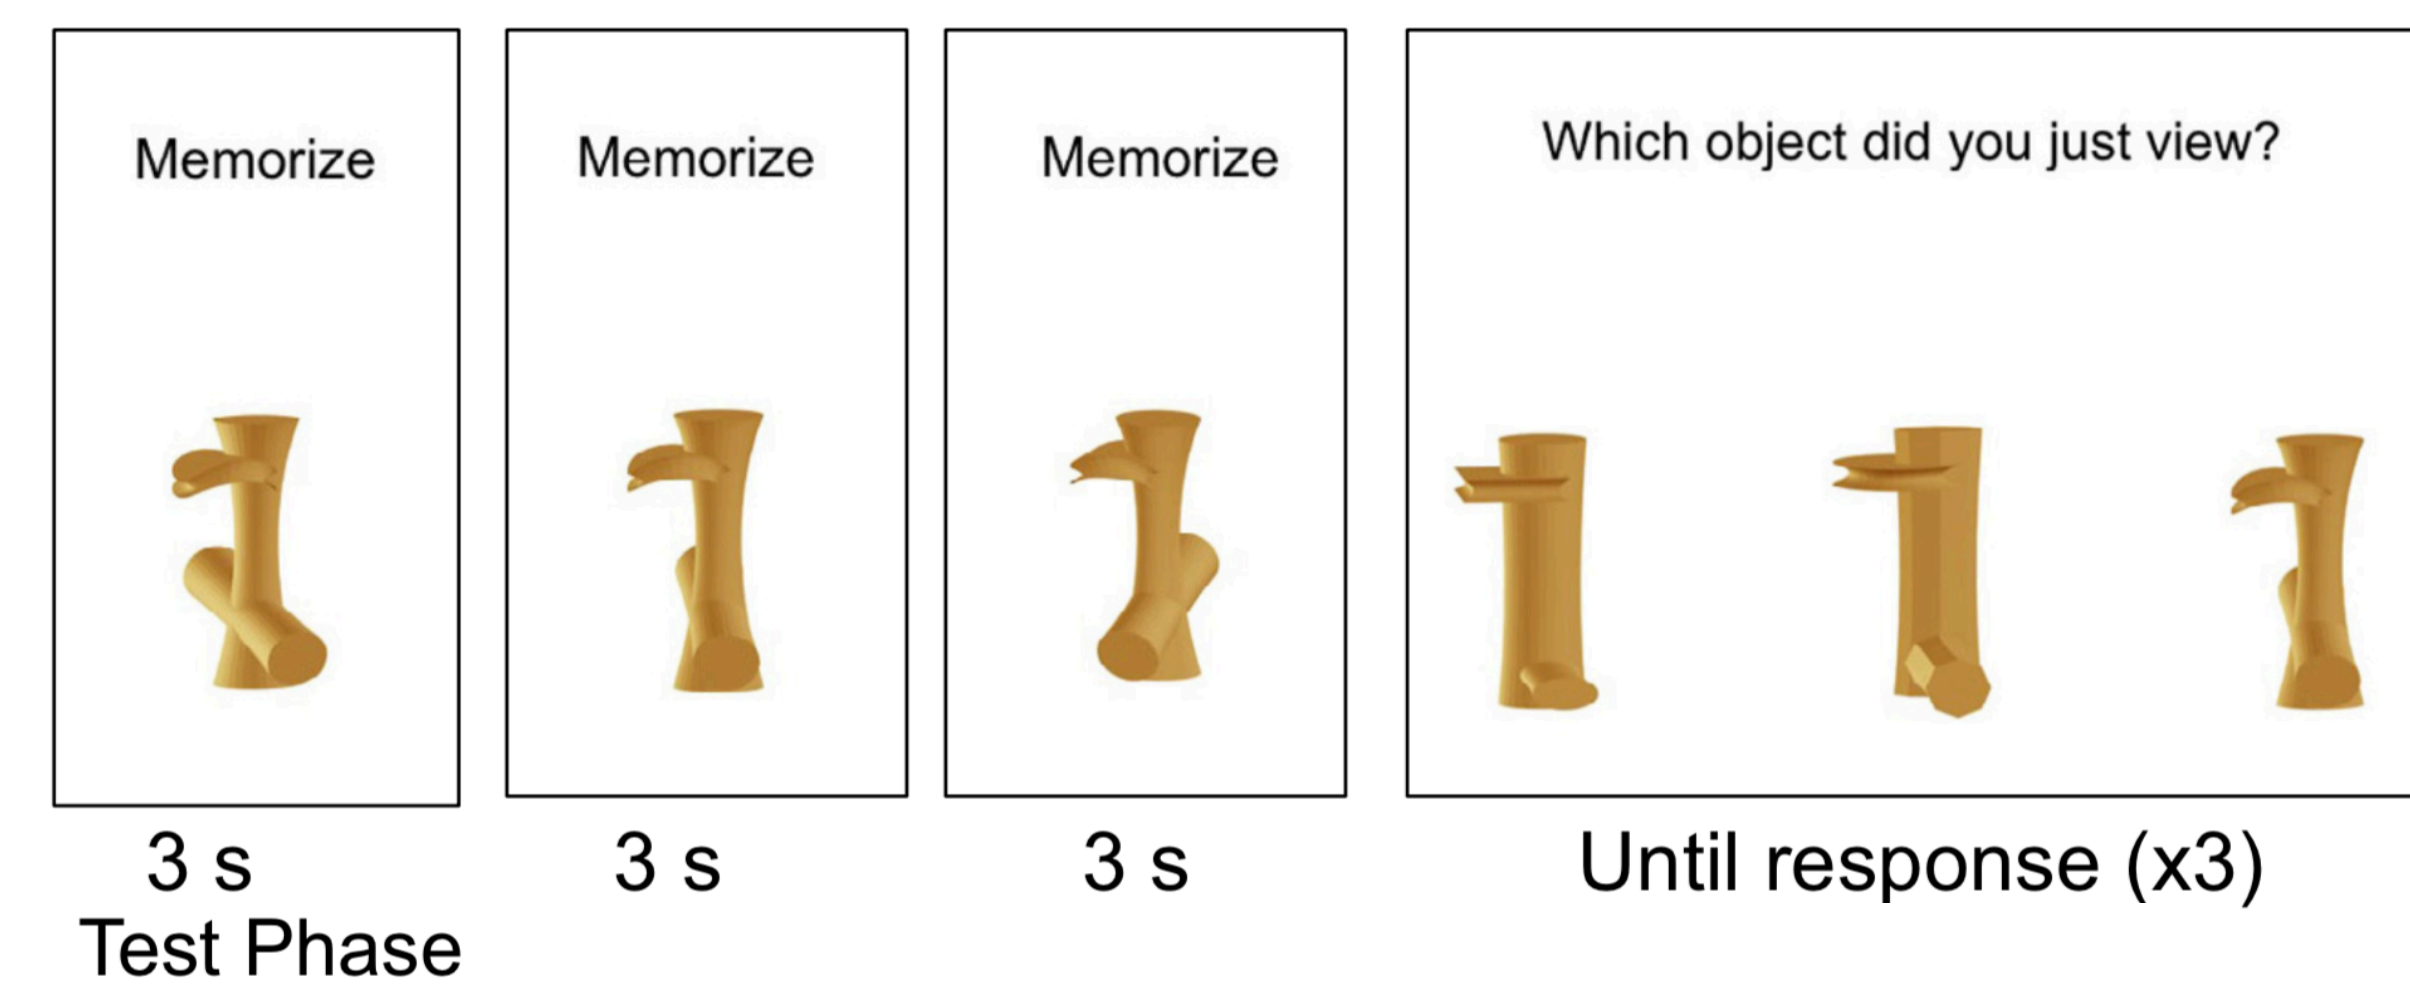 Memorize
Memorize
Memorize
Which object did you just view?
3 s
3 s
3 s
Until response (x3)
Test Phase